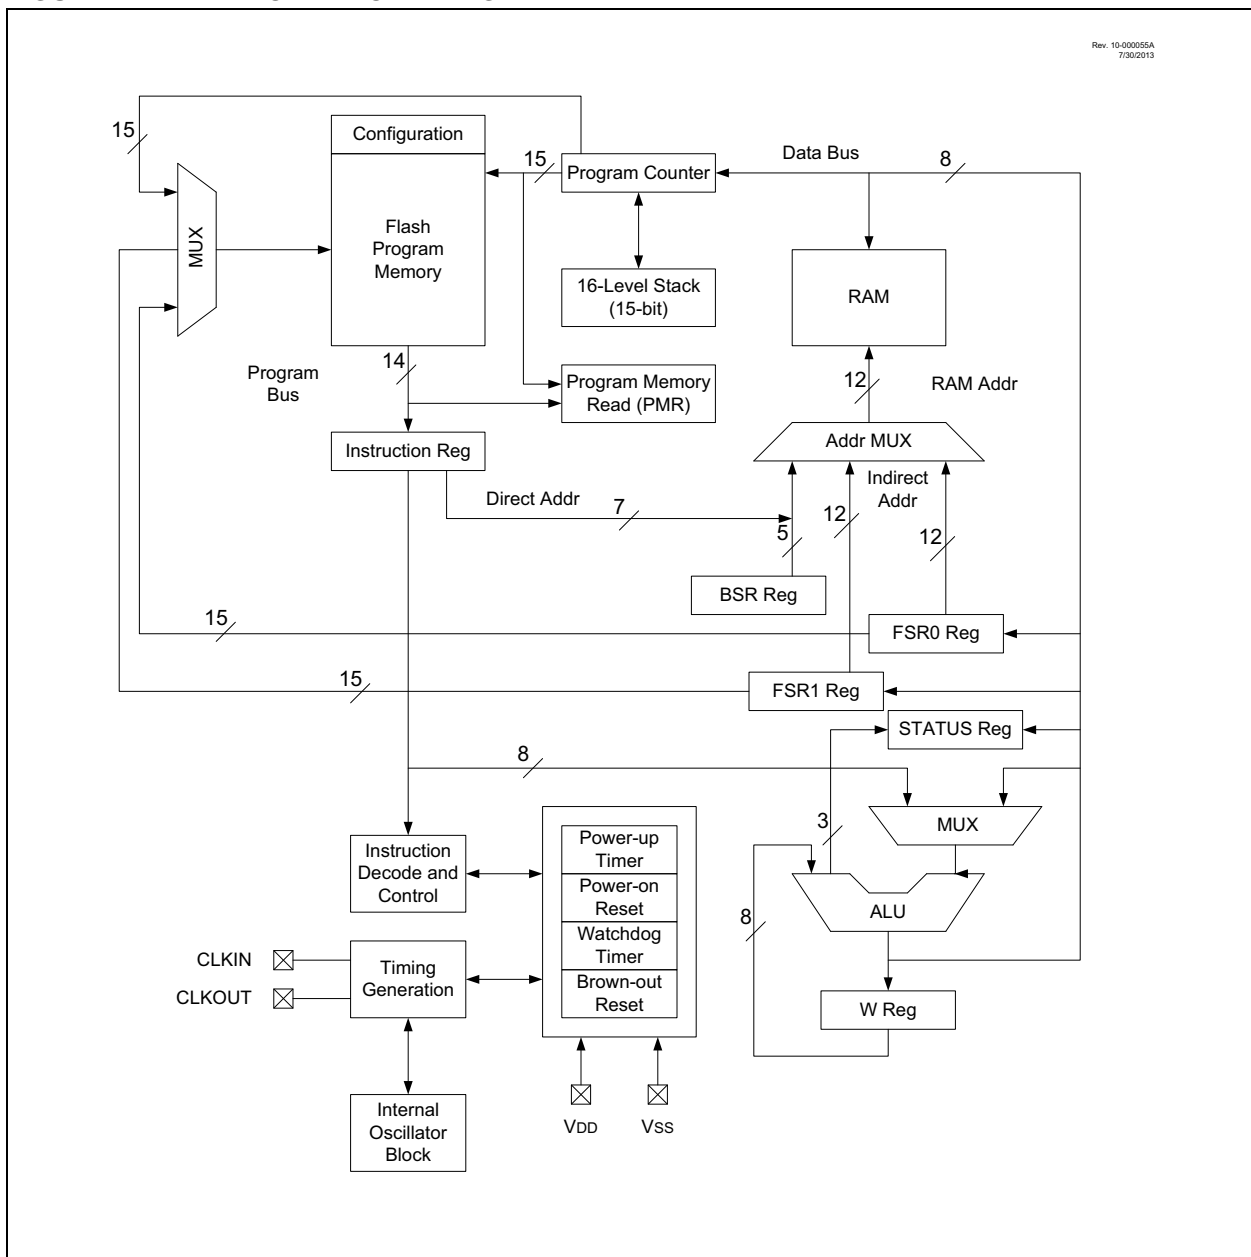 Rev. 10-000055A
7/30/2013
15
Configuration
15
Program Counter
Data Bus
8
MUX
Flash
Program
Memory
16-Level Stack
(15-bit)
RAM
Program
Bus
14
Program Memory
Read (PMR)
12
RAM Addr
Instruction Reg
Addr MUX
Indirect
Addr
Direct Addr
7
5
12
12
BSR Reg
15
FSR0 Reg
15
FSR1 Reg
STATUS Reg
8
3
MUX
Power-up
Timer
Instruction
Decode and
Control
Power-on
Reset
8
ALU
Watchdog
Timer
CLKIN
CLKOUT
Timing
Generation
Brown-out
Reset
W Reg
Internal
Oscillator
Block
VDD
VSS